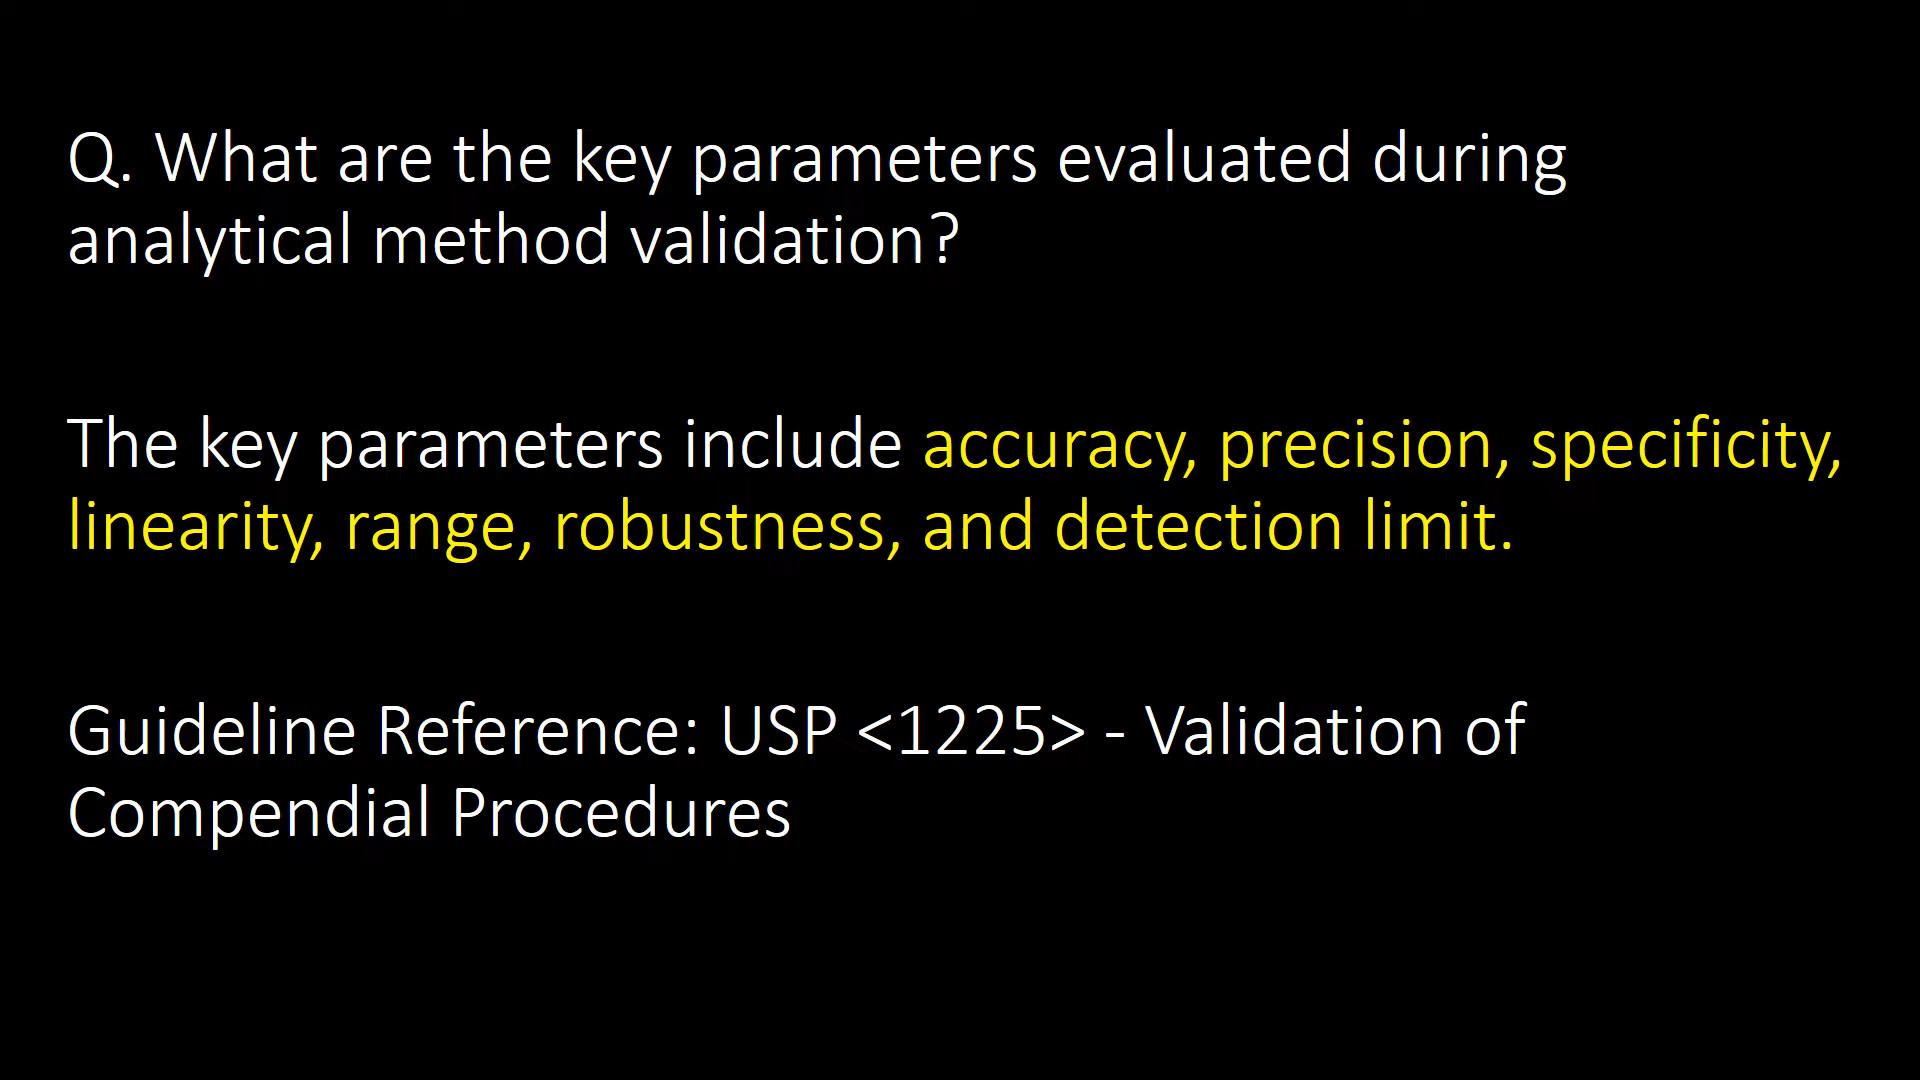 Q. What are the key parameters evaluated during
analytical method validation?
The key parameters include accuracy, precision, specificity,
linearity, range, robustness, and detection limit.
Guideline Reference: USP <1225> - Validation of
Compendial Procedures